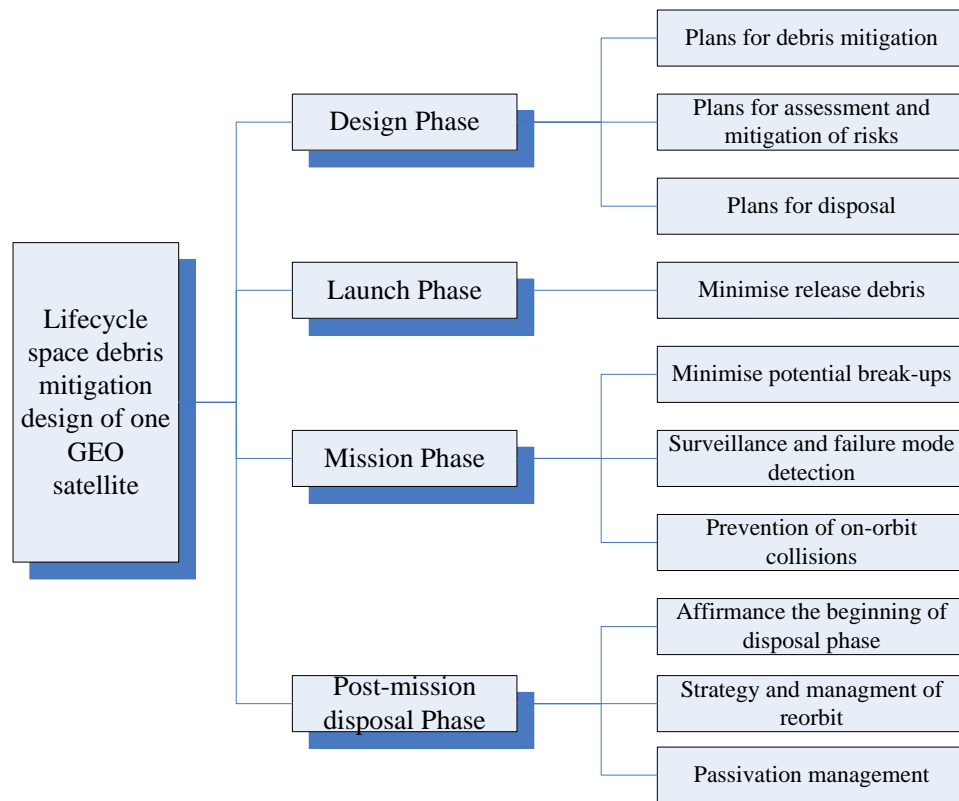 Lifecycle
space debris
mitigation
design of one
GEO
satellite
Design Phase
Plans for debris mitigation
Plans for assessment and
mitigation of risks
Plans for disposal
Launch Phase
Minimise release debris
Mission Phase
Minimise potential break-ups
Surveillance and failure mode
detection
Prevention of on-orbit
collisions
Post-mission
disposal Phase
Affirmance the beginning of
disposal phase
Strategy and managment of
reorbit
Passivation management